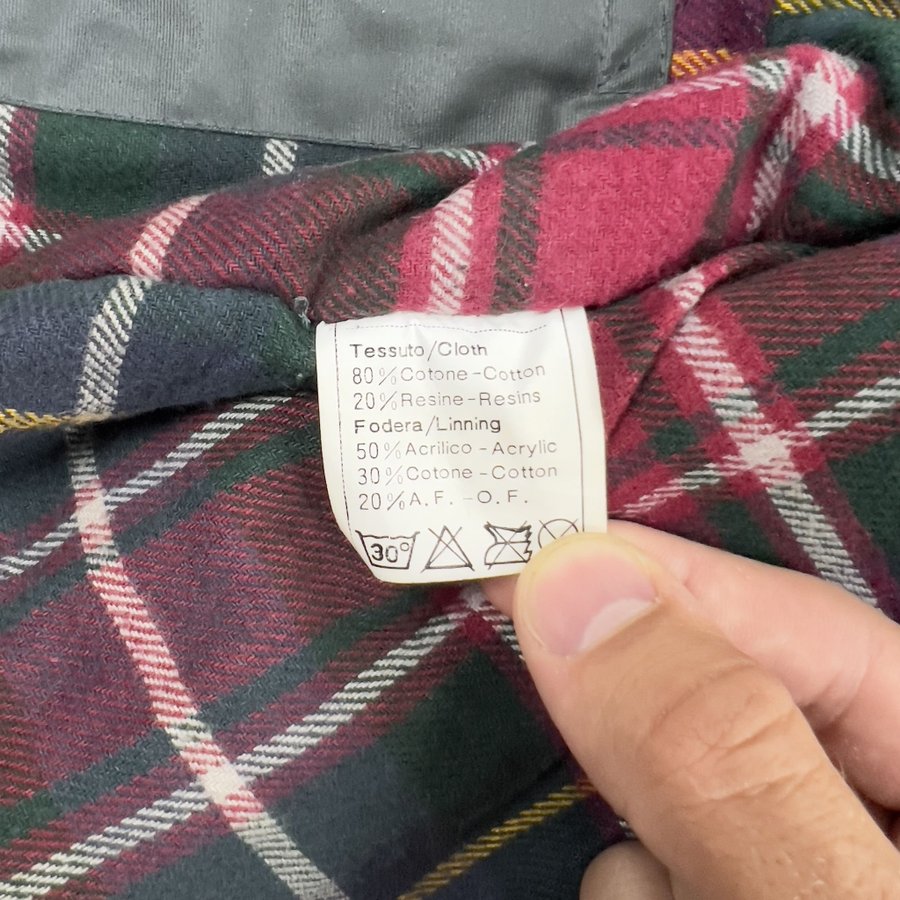 Tessuto/Cloth
80% Cotone-Cotton
20% Resine-Resins
Fodera/Linning
50% Acrilico-Acrylic
30% Cotone-Cotton
20% A.F.-O.F.
30°